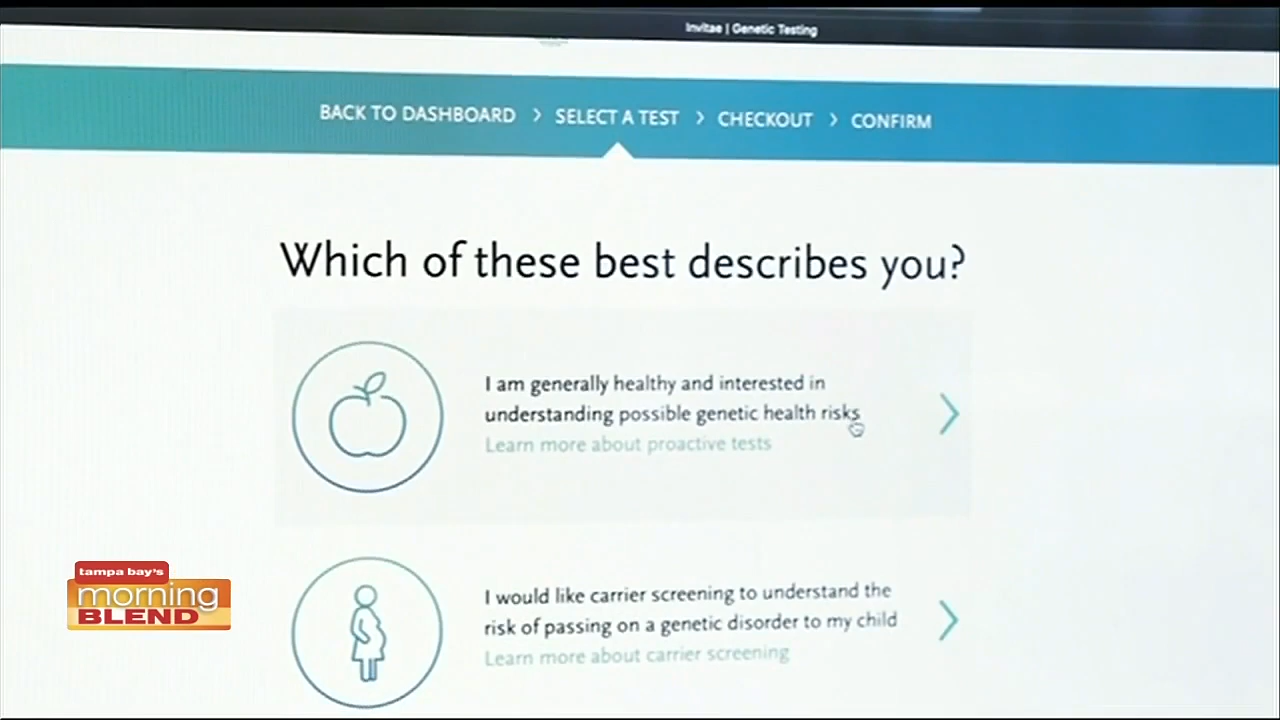 Invitae | Genetic Testing
BACK TO DASHBOARD > SELECT A TEST > CHECKOUT > CONFIRM
Which of these best describes you?
I am generally healthy and interested in
understanding possible genetic health risks
Learn more about proactive tests
I would like carrier screening to understand the
risk of passing on a genetic disorder to my child
Learn more about carrier screening
tampa bay's
morning
BLEND